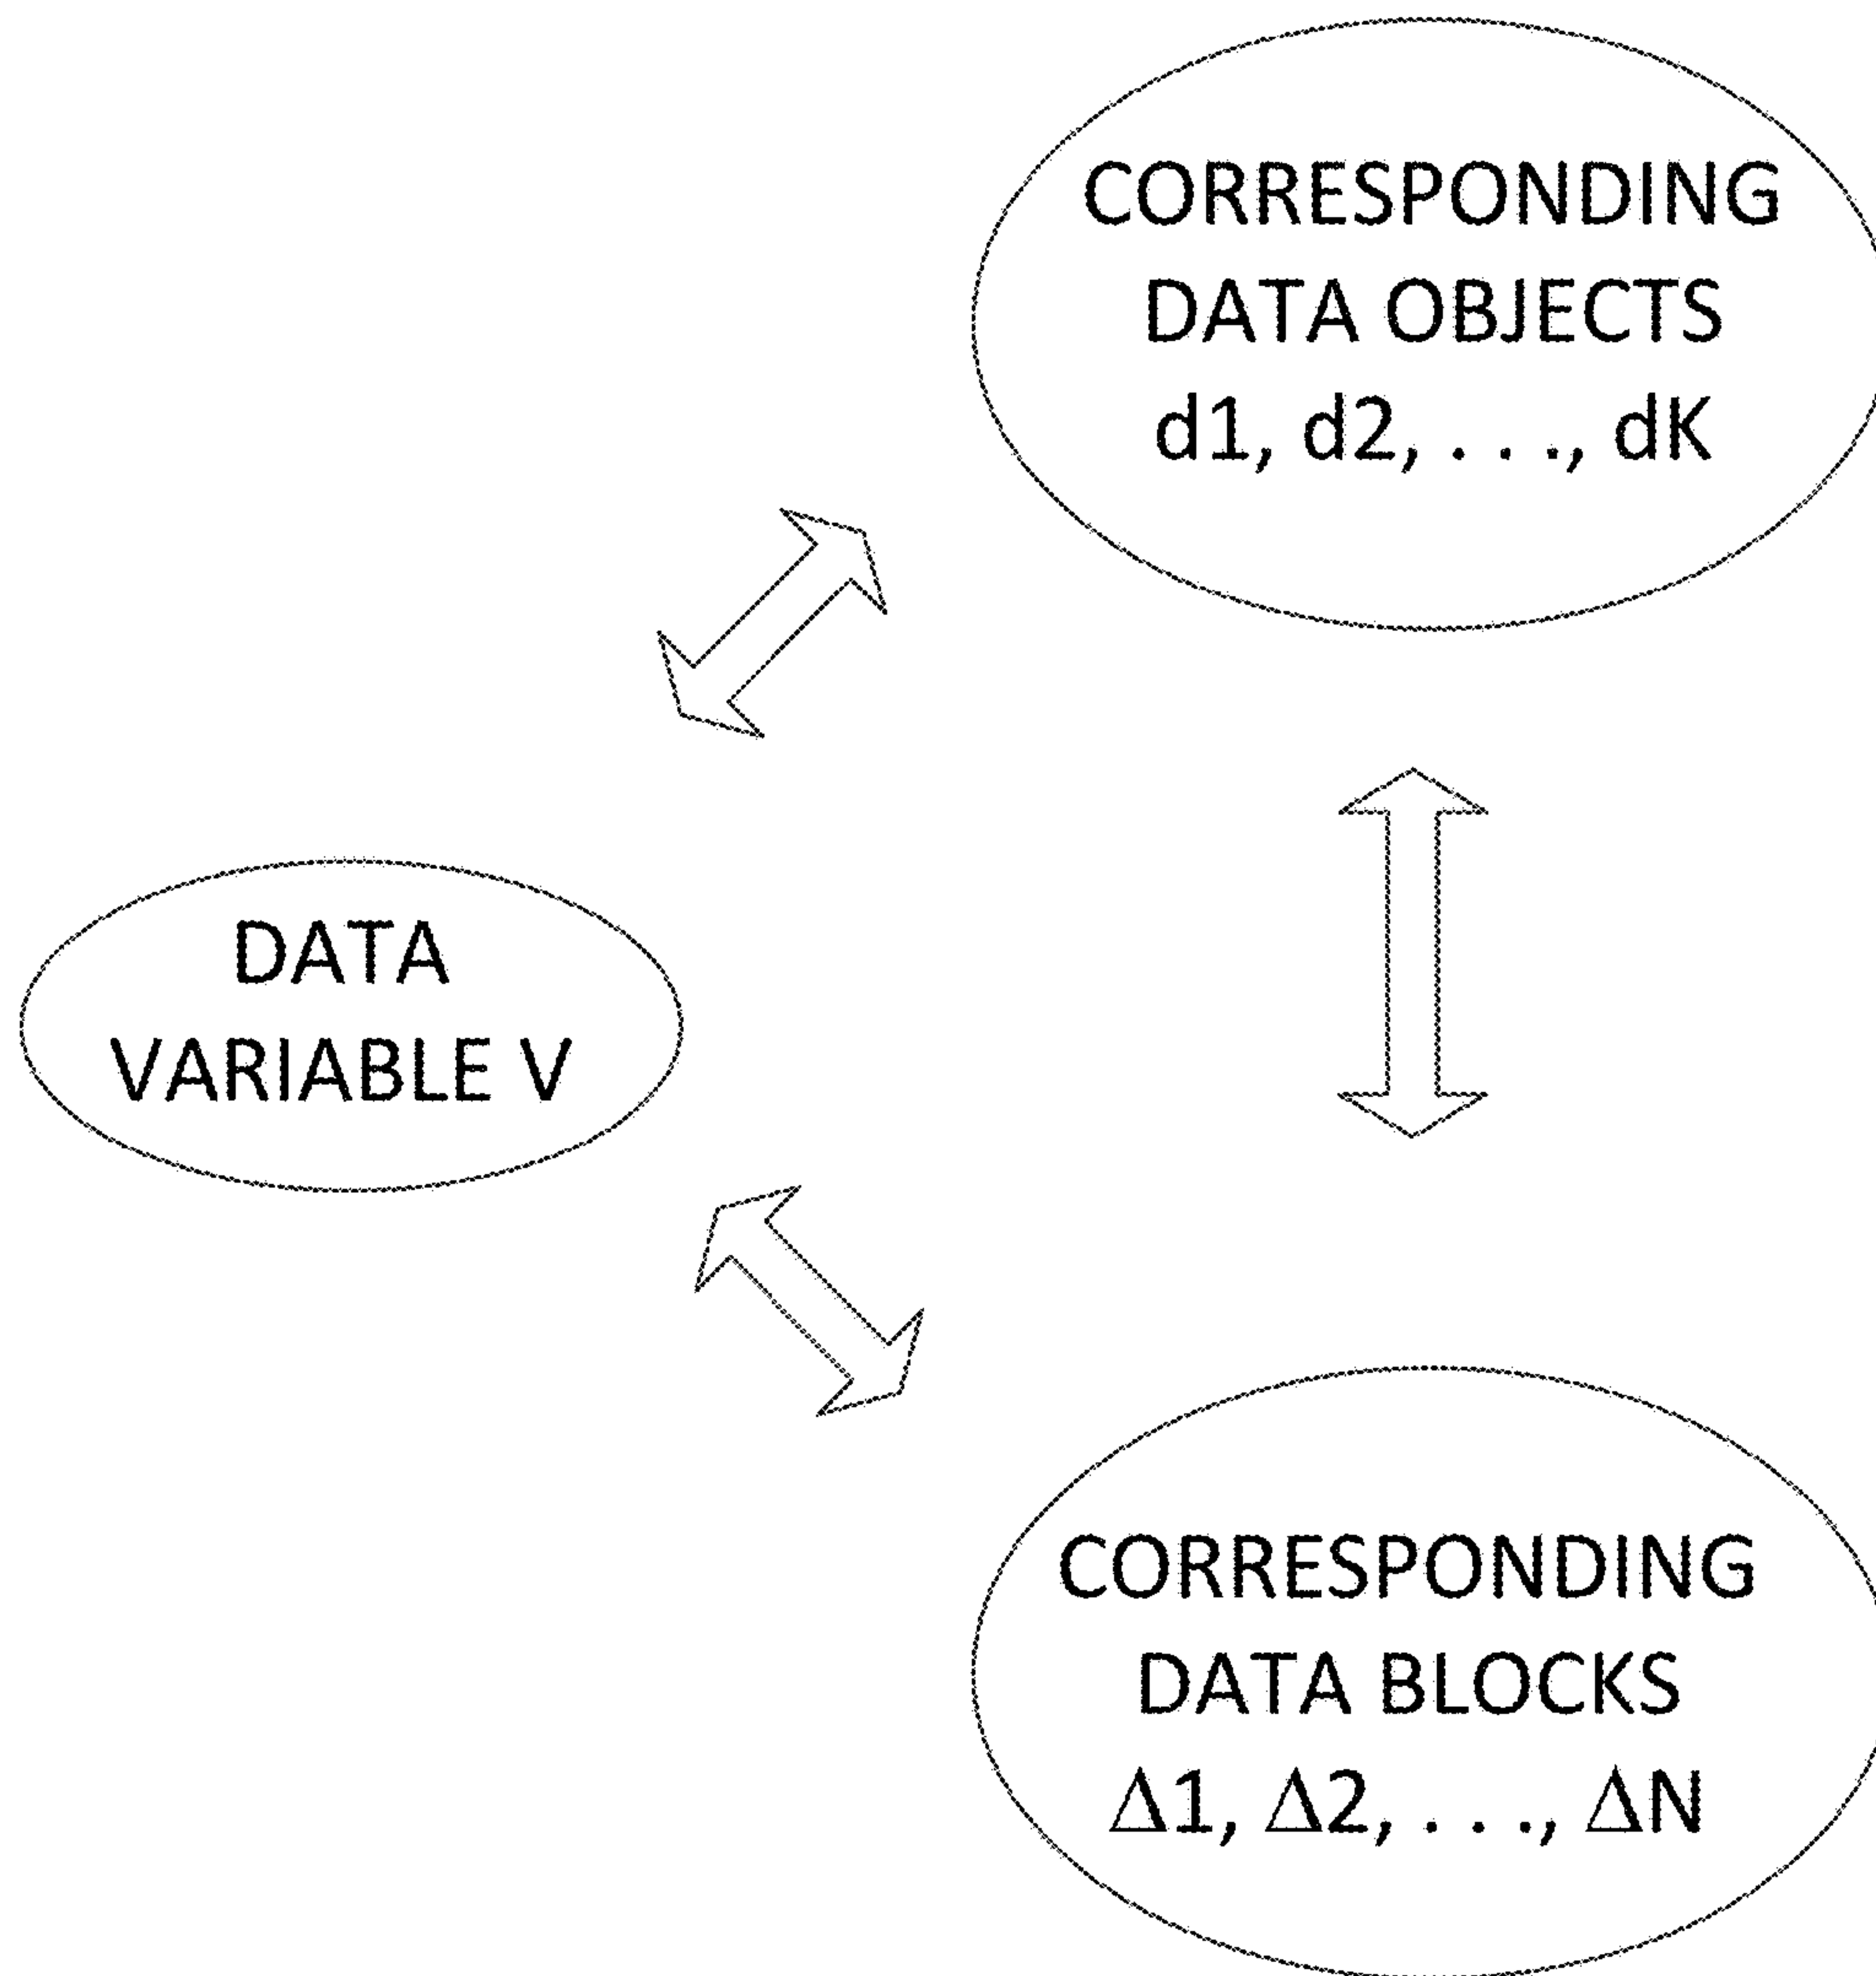 CORRESPONDING
DATA OBJECTS
d1, d2, . . ., dK
DATA
VARIABLE V
CORRESPONDING
DATA BLOCKS
Δ1, Δ2, . . ., ΔN